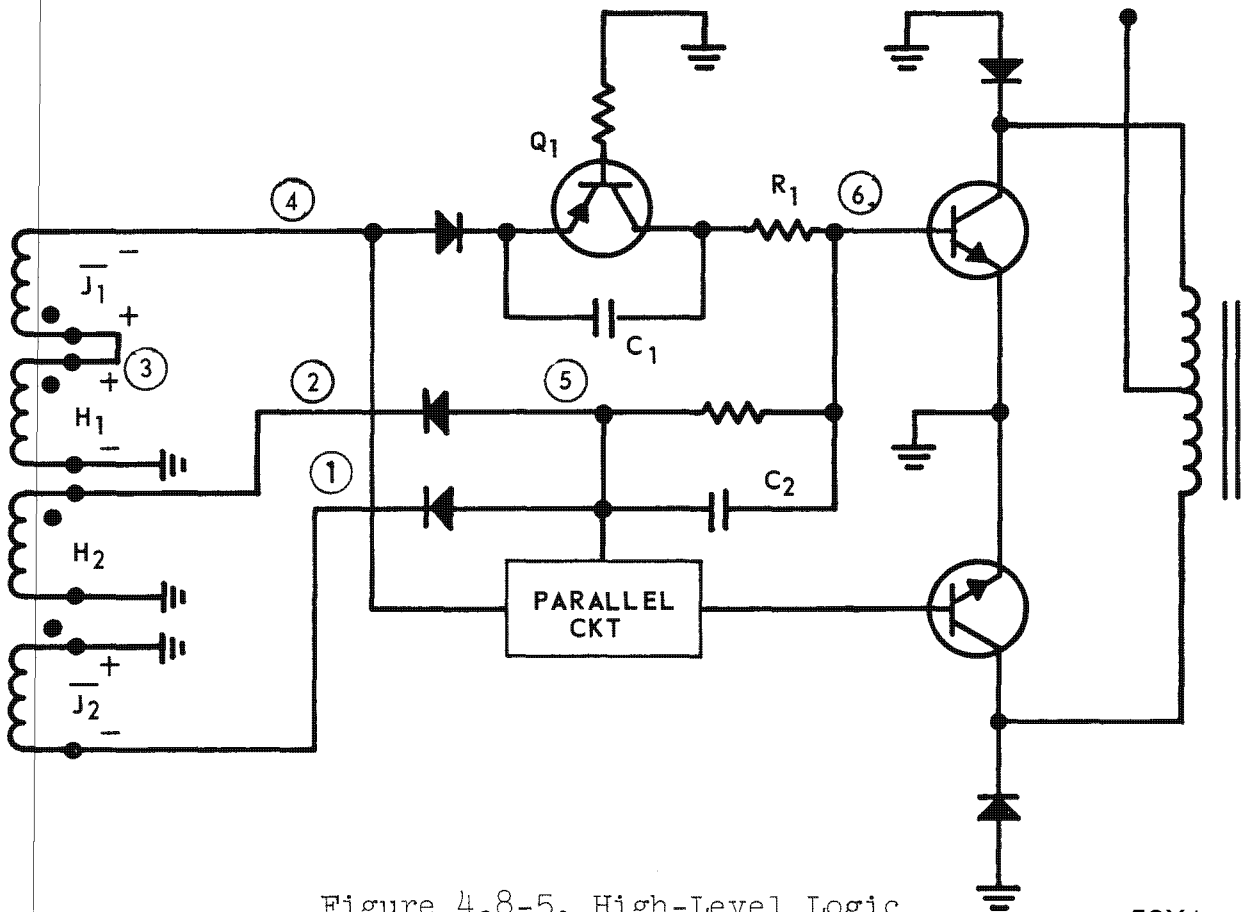 Q1
R1
4
6
J1
−
+
C1
3
+
H1
−
2
5
1
C2
H2
PARALLEL
CKT
+
J2
−
Figure 4.8-5. High-Level Logic